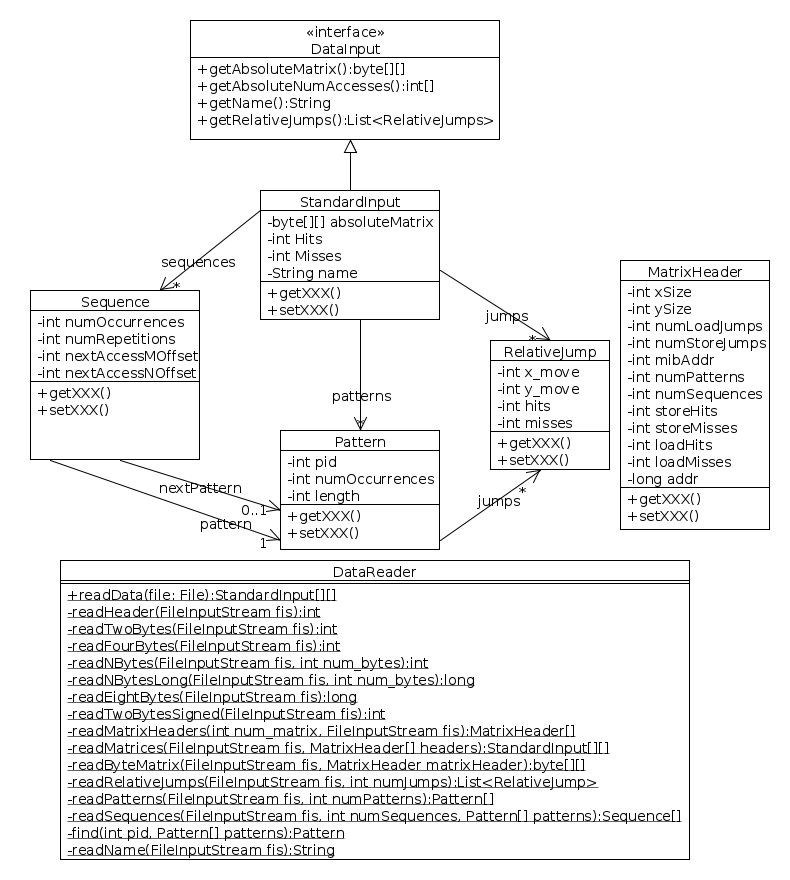 «interface»
DataInput
+getAbsoluteMatrix():byte[][]
+getAbsoluteNumAccesses():int[]
+getName():String
+getRelativeJumps():List<RelativeJumps>
StandardInput
-byte[][] absoluteMatrix
-int Hits
-int Misses
-String name
+getXXX()
+setXXX()
sequences
*
Sequence
-int numOccurrences
-int numRepetitions
-int nextAccessMOffset
-int nextAccessNOffset
+getXXX()
+setXXX()
jumps
*
RelativeJump
-int x_move
-int y_move
-int hits
-int misses
+getXXX()
+setXXX()
MatrixHeader
-int xSize
-int ySize
-int numLoadJumps
-int numStoreJumps
-int mibAddr
-int numPatterns
-int numSequences
-int storeHits
-int storeMisses
-int loadHits
-int loadMisses
-long addr
+getXXX()
+setXXX()
patterns
*
Pattern
-int pid
-int numOccurrences
-int length
+getXXX()
+setXXX()
nextPattern
0..1
pattern
1
*
jumps
DataReader
+readData(file: File):StandardInput[][]
-readHeader(FileInputStream fis):int
-readTwoBytes(FileInputStream fis):int
-readFourBytes(FileInputStream fis):int
-readNBytes(FileInputStream fis, int num_bytes):int
-readNBytesLong(FileInputStream fis, int num_bytes):long
-readEightBytes(FileInputStream fis):long
-readTwoBytesSigned(FileInputStream fis):int
-readMatrixHeaders(int num_matrix, FileInputStream fis):MatrixHeader[]
-readMatrices(FileInputStream fis, MatrixHeader[] headers):StandardInput[][]
-readByteMatrix(FileInputStream fis, MatrixHeader matrixHeader):byte[][]
-readRelativeJumps(FileInputStream fis, int numJumps):List<RelativeJump>
-readPatterns(FileInputStream fis, int numPatterns):Pattern[]
-readSequences(FileInputStream fis, int numSequences, Pattern[] patterns):Sequence[]
-find(int pid, Pattern[] patterns):Pattern
-readName(FileInputStream fis):String